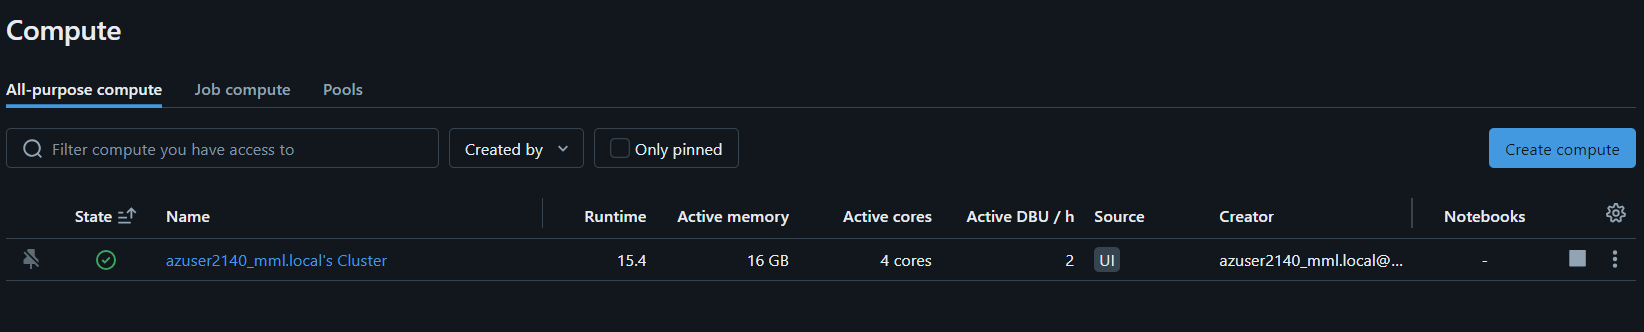 Compute
All-purpose compute Job compute Pools
Filter compute you have access to Created by Only pinned Create compute
State Name Runtime Active memory Active cores Active DBU / h Source Creator Notebooks
azuser2140_mml.local's Cluster 15.4 16 GB 4 cores 2 UI azuser2140_mml.local@... -